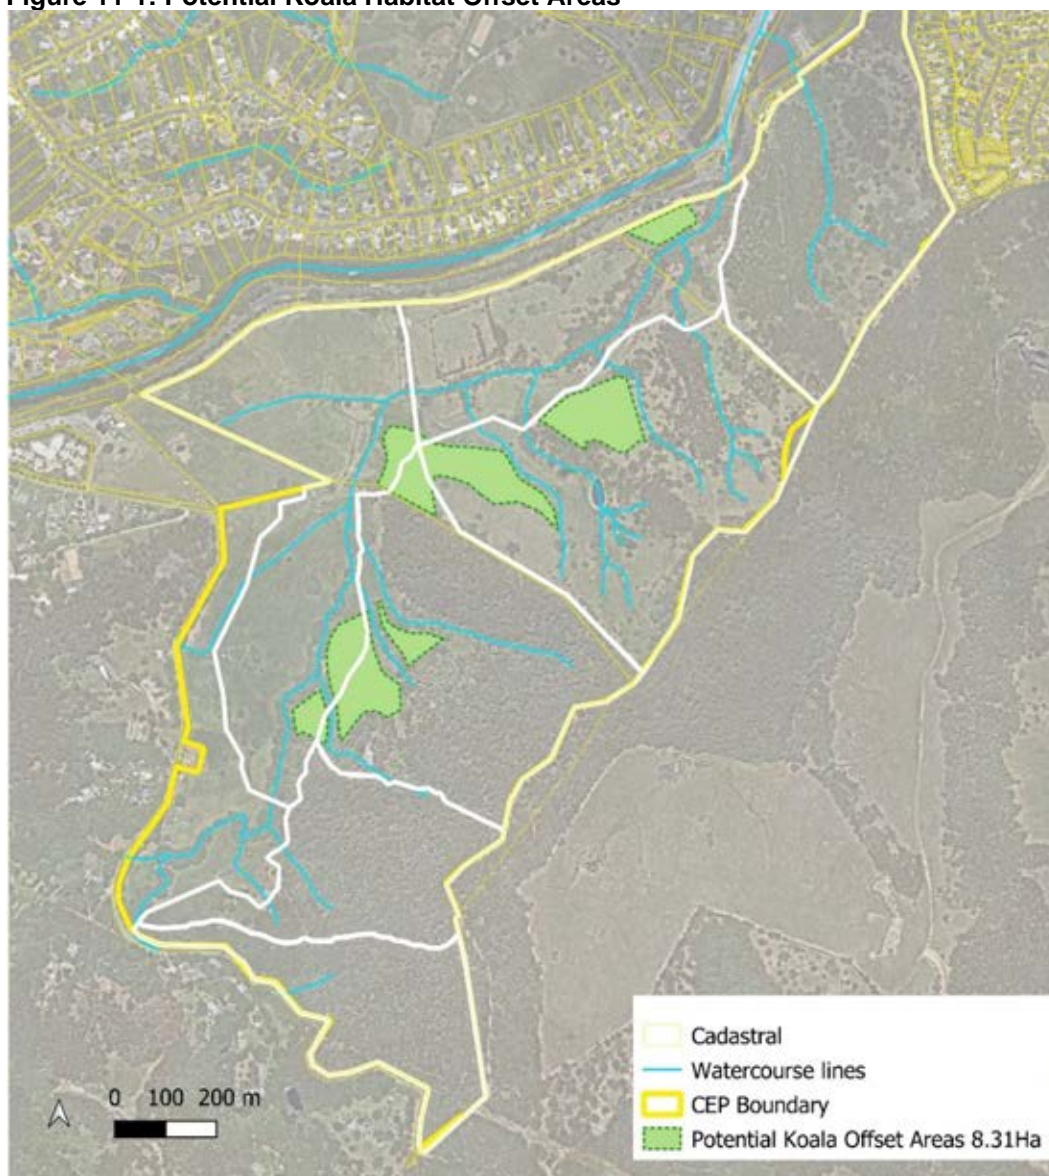 Figure 11-1: Potential Koala Habitat Offset Areas
Cadastral
Watercourse lines
CEP Boundary
Potential Koala Offset Areas 8.31Ha
0 100 200 m